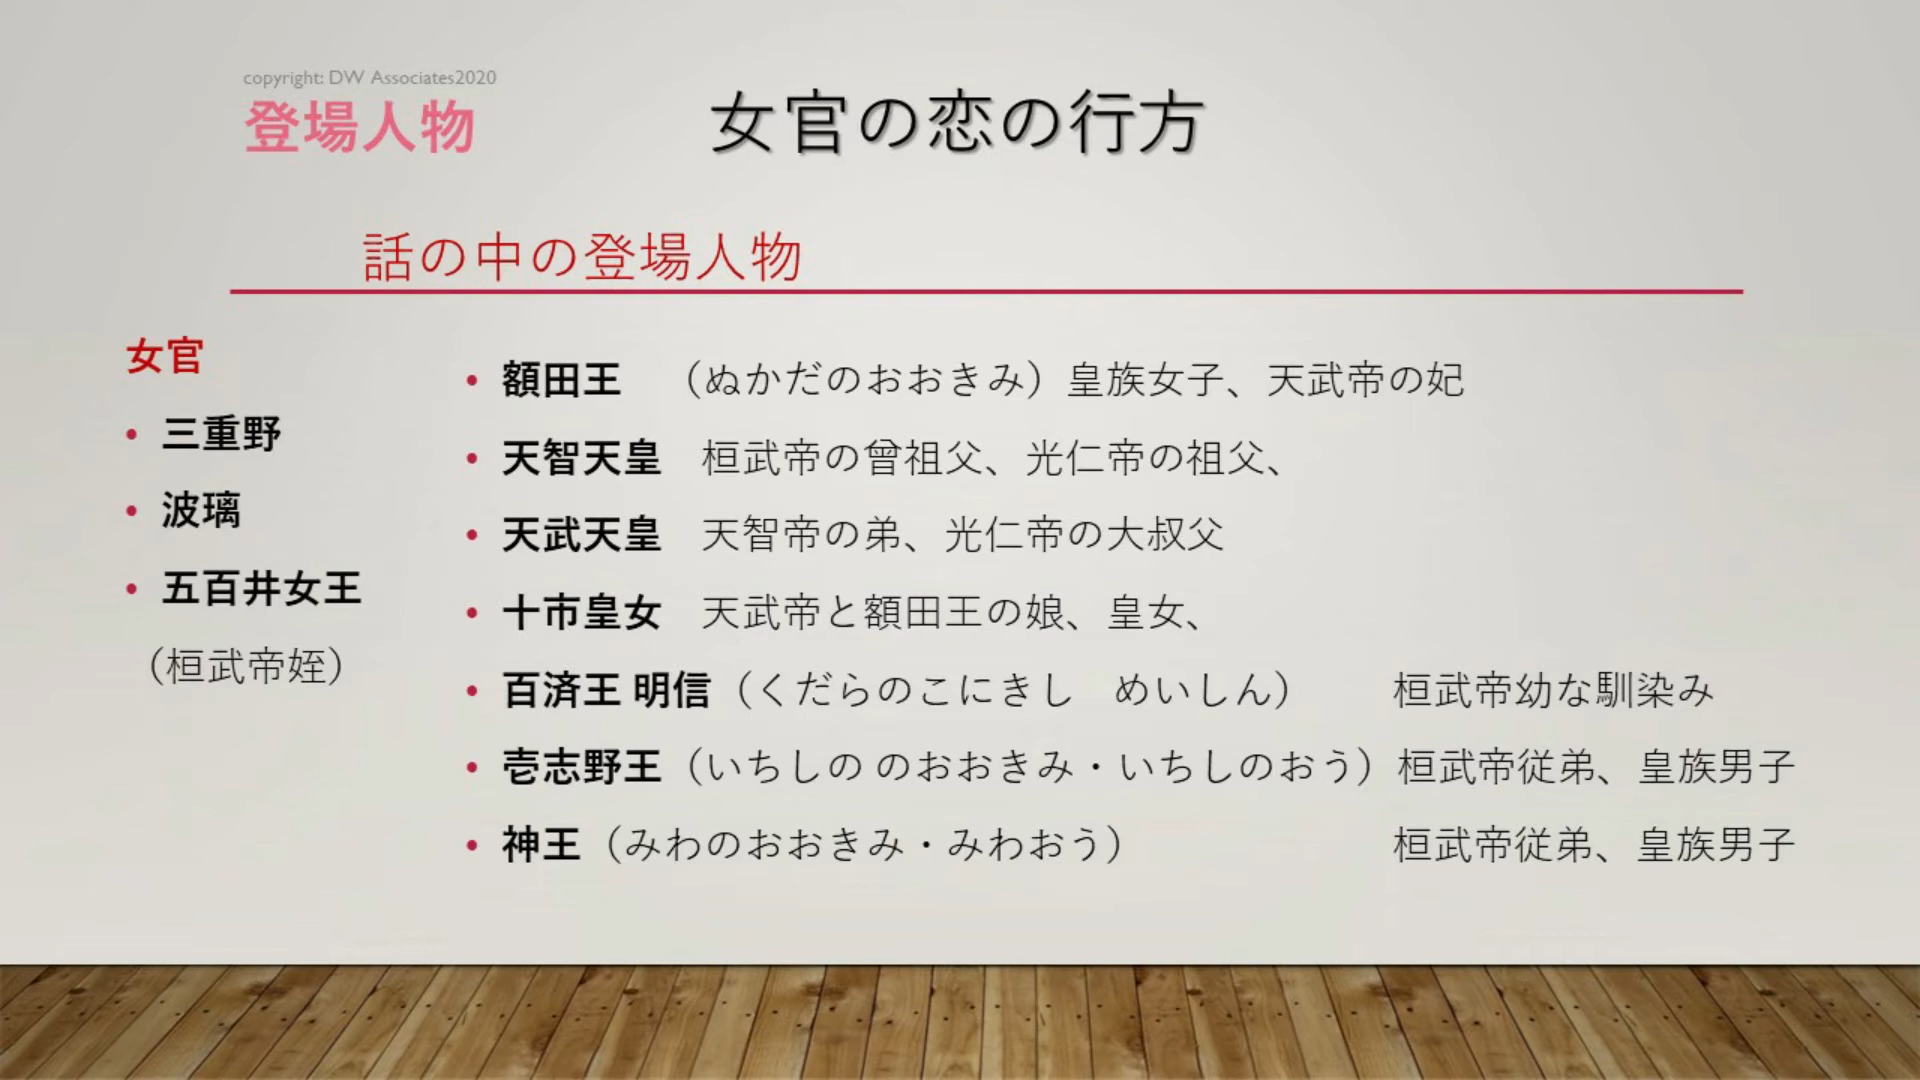 copyright: DW Associates2020
登場人物
女官の恋の行方
話の中の登場人物
女官
• 三重野
• 波璃
• 五百井女王
（桓武帝姪）
• 額田王　（ぬかだのおおきみ）皇族女子、天武帝の妃
• 天智天皇　桓武帝の曾祖父、光仁帝の祖父、
• 天武天皇　天智帝の弟、光仁帝の大叔父
• 十市皇女　天武帝と額田王の娘、皇女、
• 百済王 明信（くだらのこにきし　めいしん）　　桓武帝幼な馴染み
• 壱志野王（いちしの のおおきみ・いちしのおう）桓武帝従弟、皇族男子
• 神王（みわのおおきみ・みわおう）　　桓武帝従弟、皇族男子